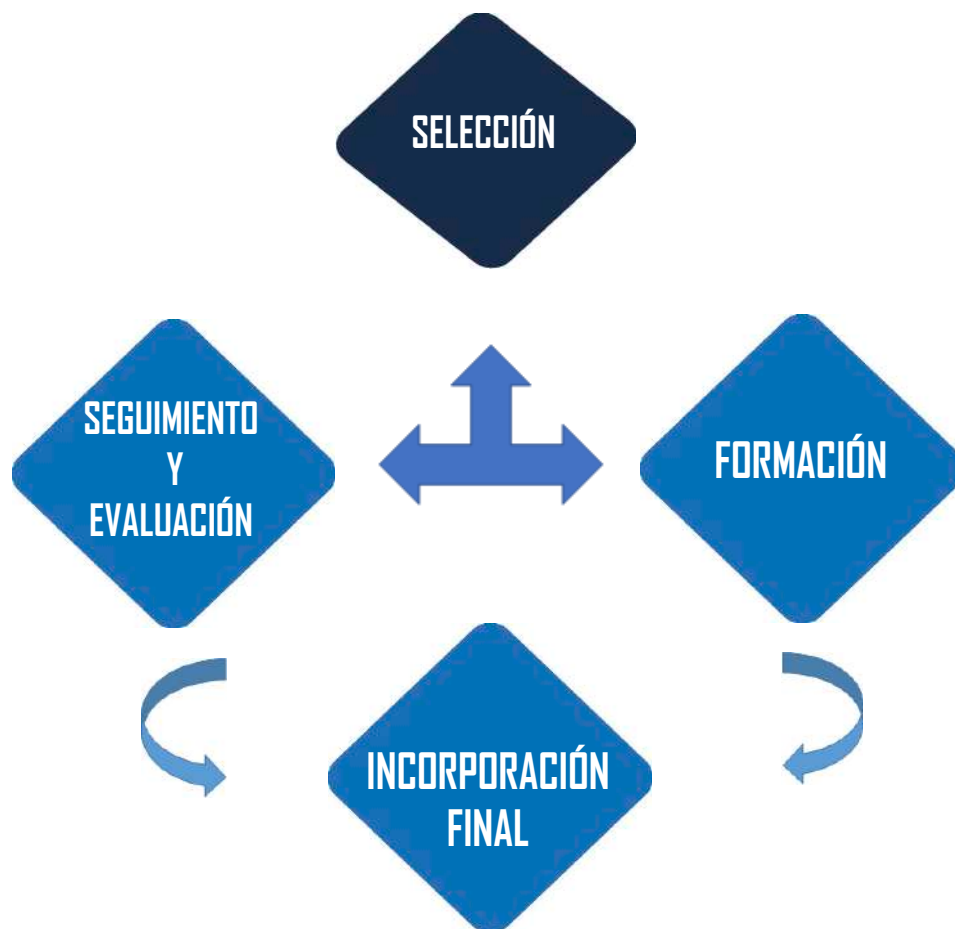 SELECCIÓN
SEGUIMIENTO
Y
EVALUACIÓN
FORMACIÓN
INCORPORACIÓN
FINAL